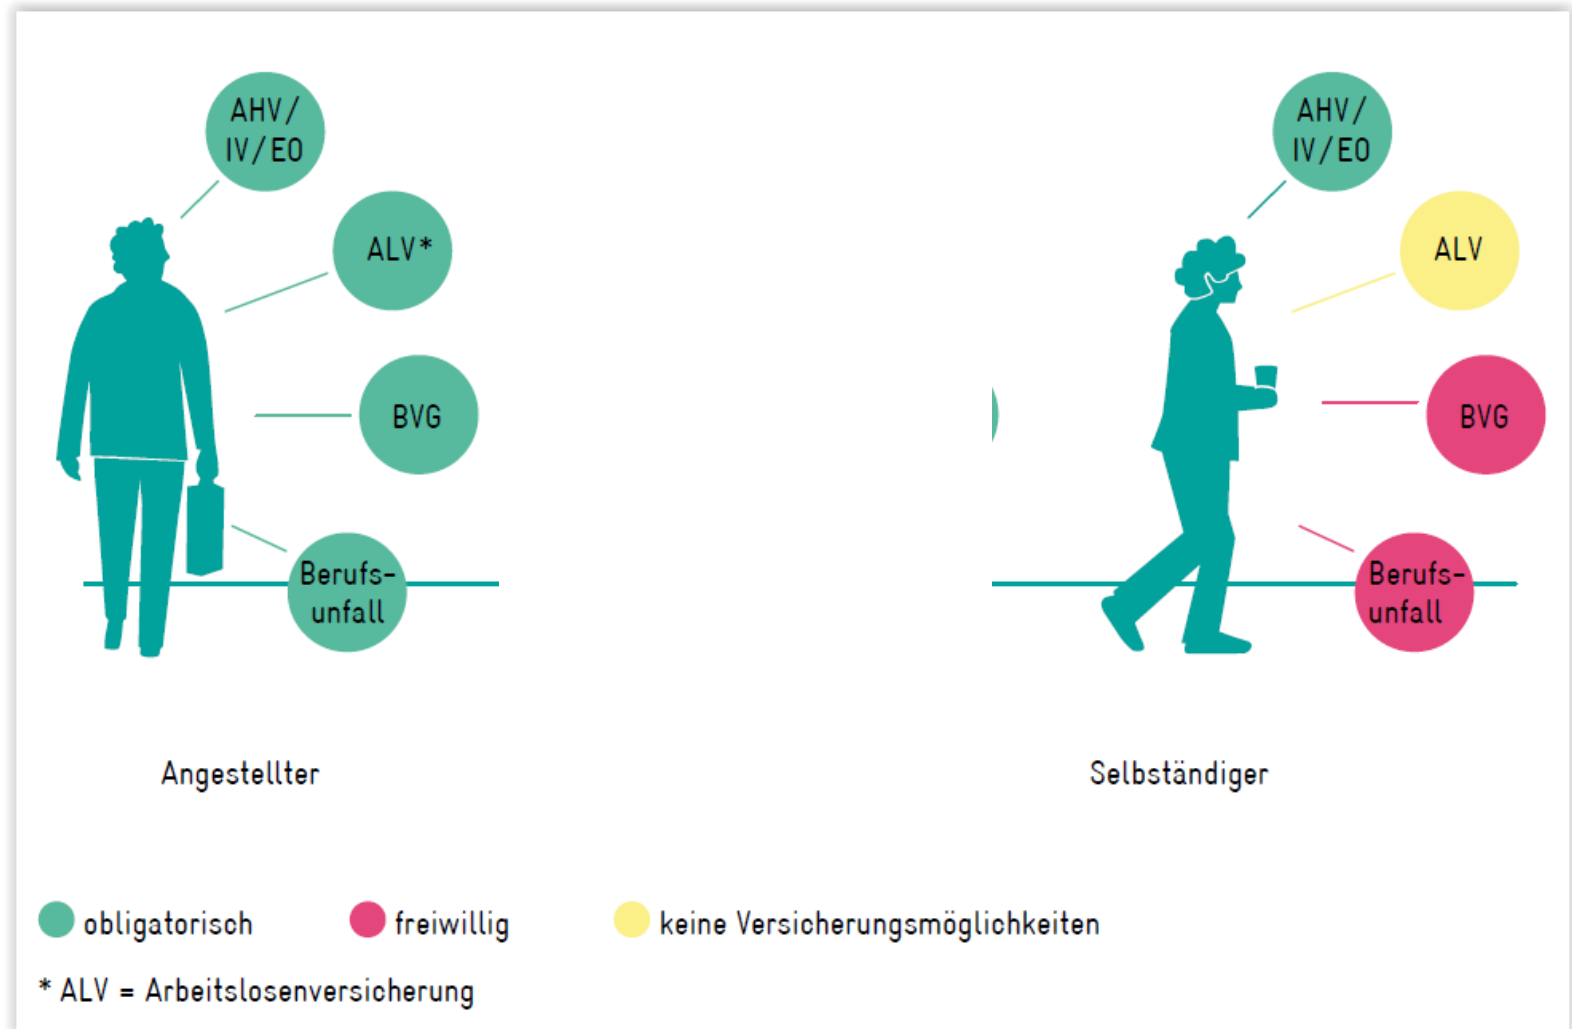 AHV/
IV/EO
ALV*
BVG
Berufs-
unfall
Angestellter
AHV/
IV/EO
ALV
BVG
Berufs-
unfall
Selbständiger
obligatorisch
freiwillig
keine Versicherungsmöglichkeiten
* ALV = Arbeitslosenversicherung